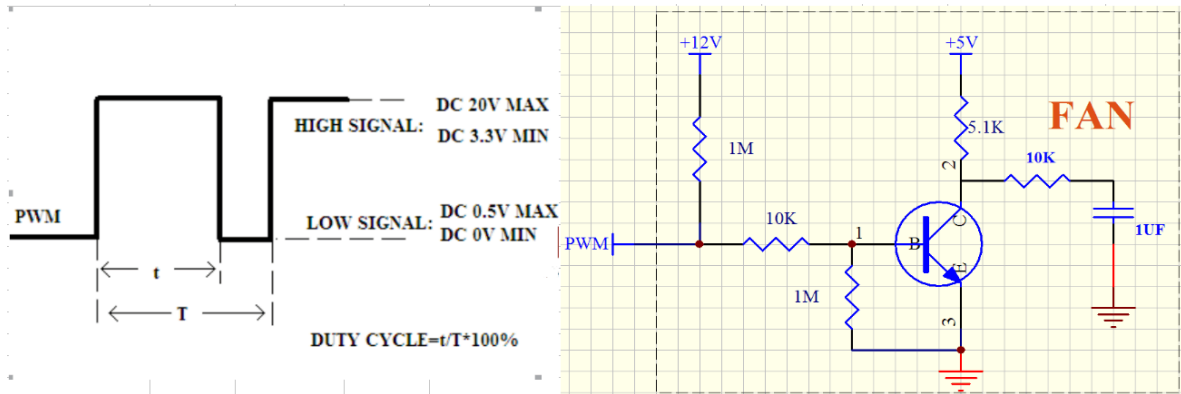 DC 20V MAX
HIGH SIGNAL:
DC 3.3V MIN
PWM
LOW SIGNAL:
DC 0.5V MAX
DC 0V MIN
t
T
DUTY CYCLE=t/T*100%
+12V
+5V
1M
5.1K
FAN
2
10K
C
10K
1
PWM
B
1UF
E
1M
3